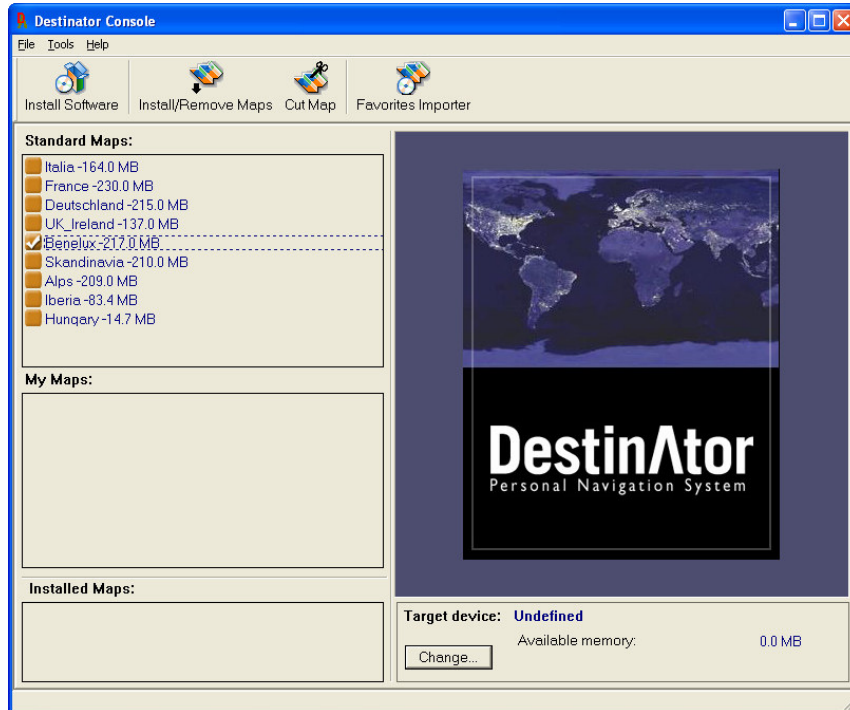 Destinator Console
File Tools Help
Install Software Install/Remove Maps Cut Map Favorites Importer
Standard Maps:
Italia -164.0 MB
France -230.0 MB
Deutschland -215.0 MB
UK_Ireland -137.0 MB
Benelux -217.0 MB
Skandinavia -210.0 MB
Alps -209.0 MB
Iberia -83.4 MB
Hungary -14.7 MB
My Maps:
Installed Maps:
DestinAtor
Personal Navigation System
Target device: Undefined
Available memory: 0.0 MB
Change...